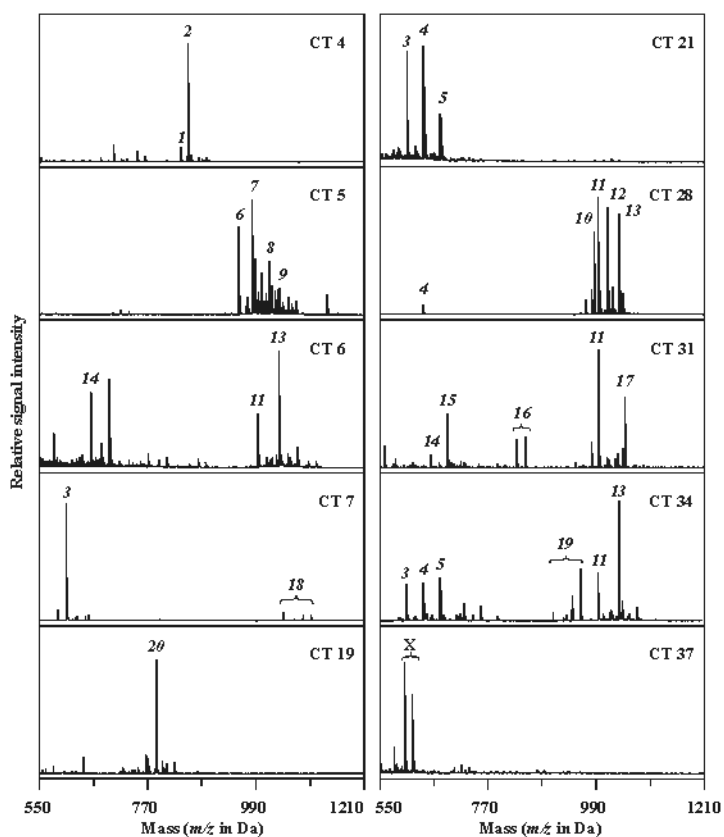 Relative signal intensity
CT 4
1
2
CT 5
6
7
8
9
CT 6
14
11
13
CT 7
3
18
CT 19
20
550
770
990
1210
Mass (m/z in Da)
CT 21
3
4
5
CT 28
4
10
11
12
13
CT 31
14
15
16
11
17
CT 34
3
4
5
19
11
13
CT 37
X
550
770
990
1210
Mass (m/z in Da)